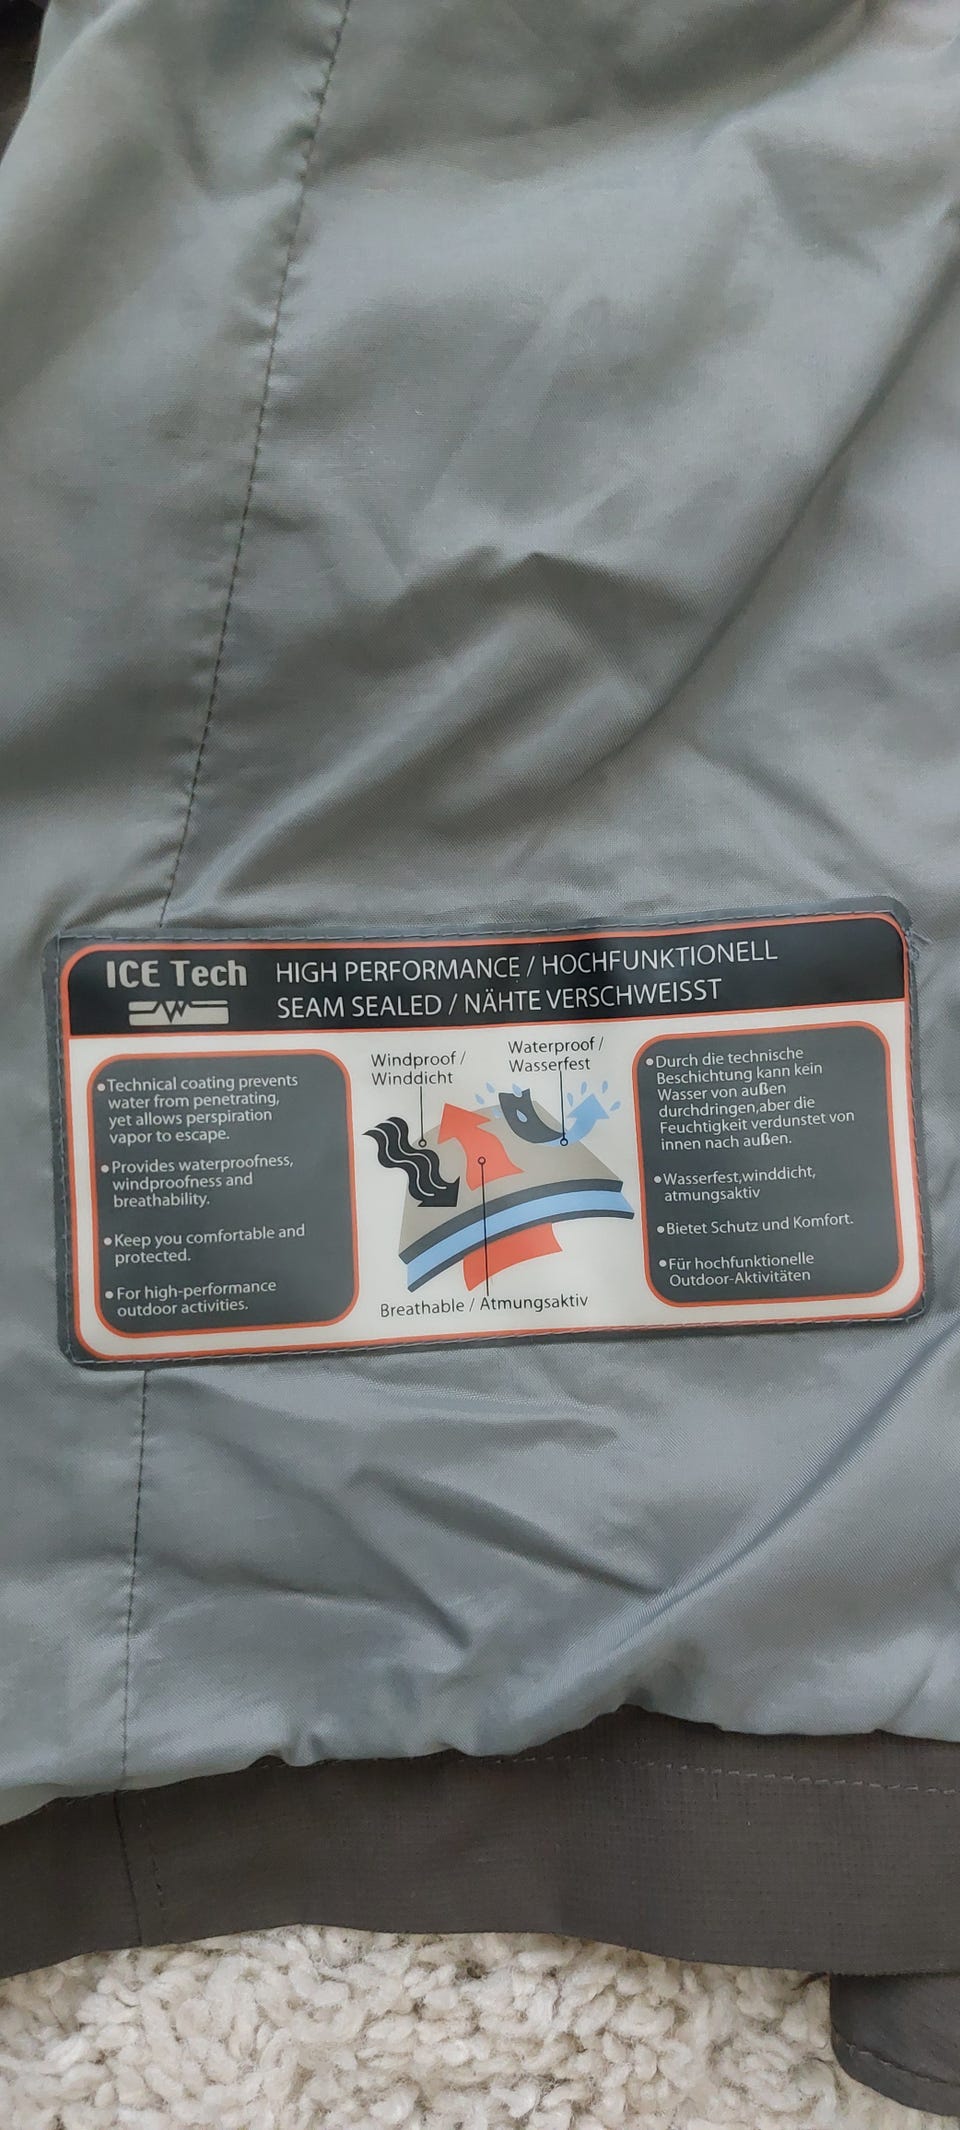 ICE Tech
HIGH PERFORMANCE / HOCHFUNKTIONELL
SEAM SEALED / NÄHTE VERSCHWEISST
•Technical coating prevents
water from penetrating,
yet allows perspiration
vapor to escape.
•Provides waterproofness,
windproofness and
breathability.
•Keep you comfortable and
protected.
•For high-performance
outdoor activities.
Windproof /
Winddicht
Waterproof /
Wasserfest
Breathable / Atmungsaktiv
•Durch die technische
Beschichtung kann kein
Wasser von außen
durchdringen,aber die
Feuchtigkeit verdunstet von
innen nach außen.
•Wasserfest,winddicht,
atmungsaktiv
•Bietet Schutz und Komfort.
•Für hochfunktionelle
Outdoor-Aktivitäten